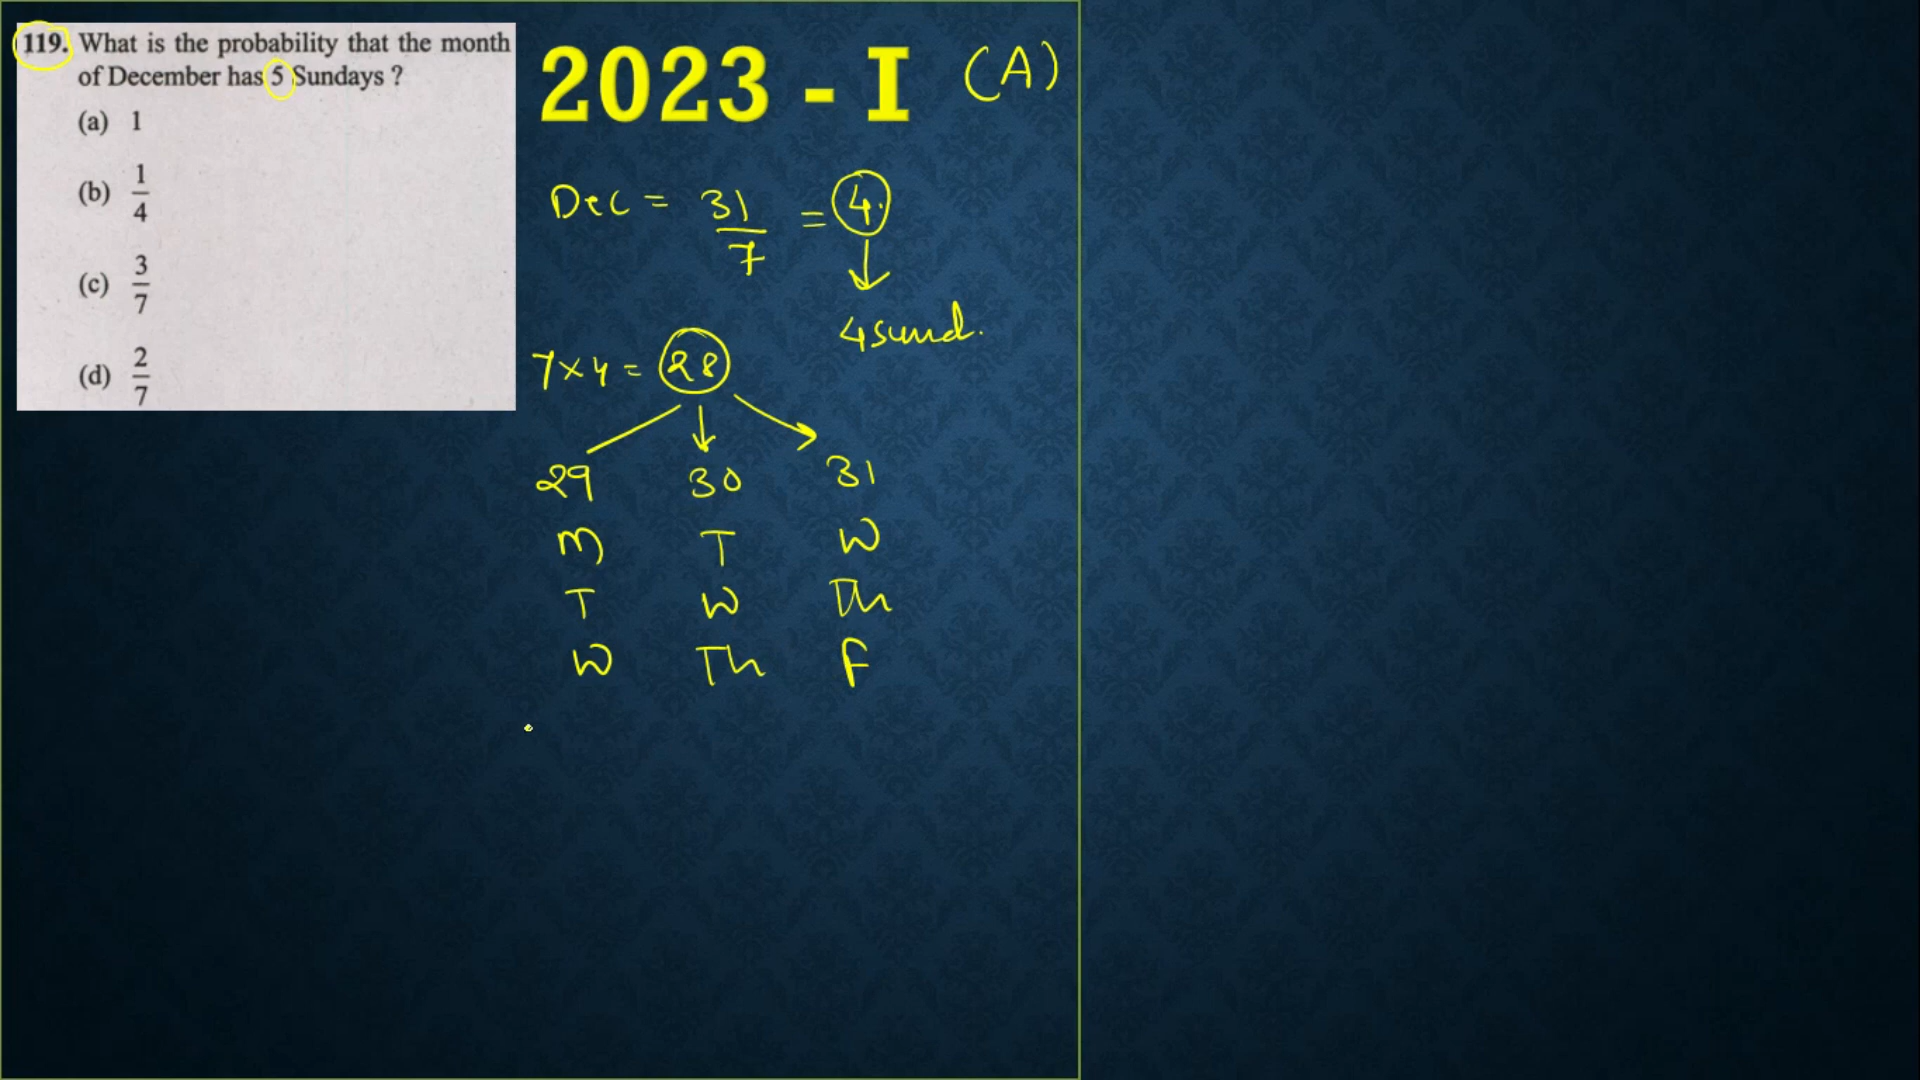 119. What is the probability that the month
of December has 5 Sundays ?
(a) 1
(b) 1/4
(c) 3/7
(d) 2/7
2023 - I (A)
Dec = 31/7 = 4.
4 sund.
7 x 4 = 28
29 30 31
M T W
T W Th
W Th F